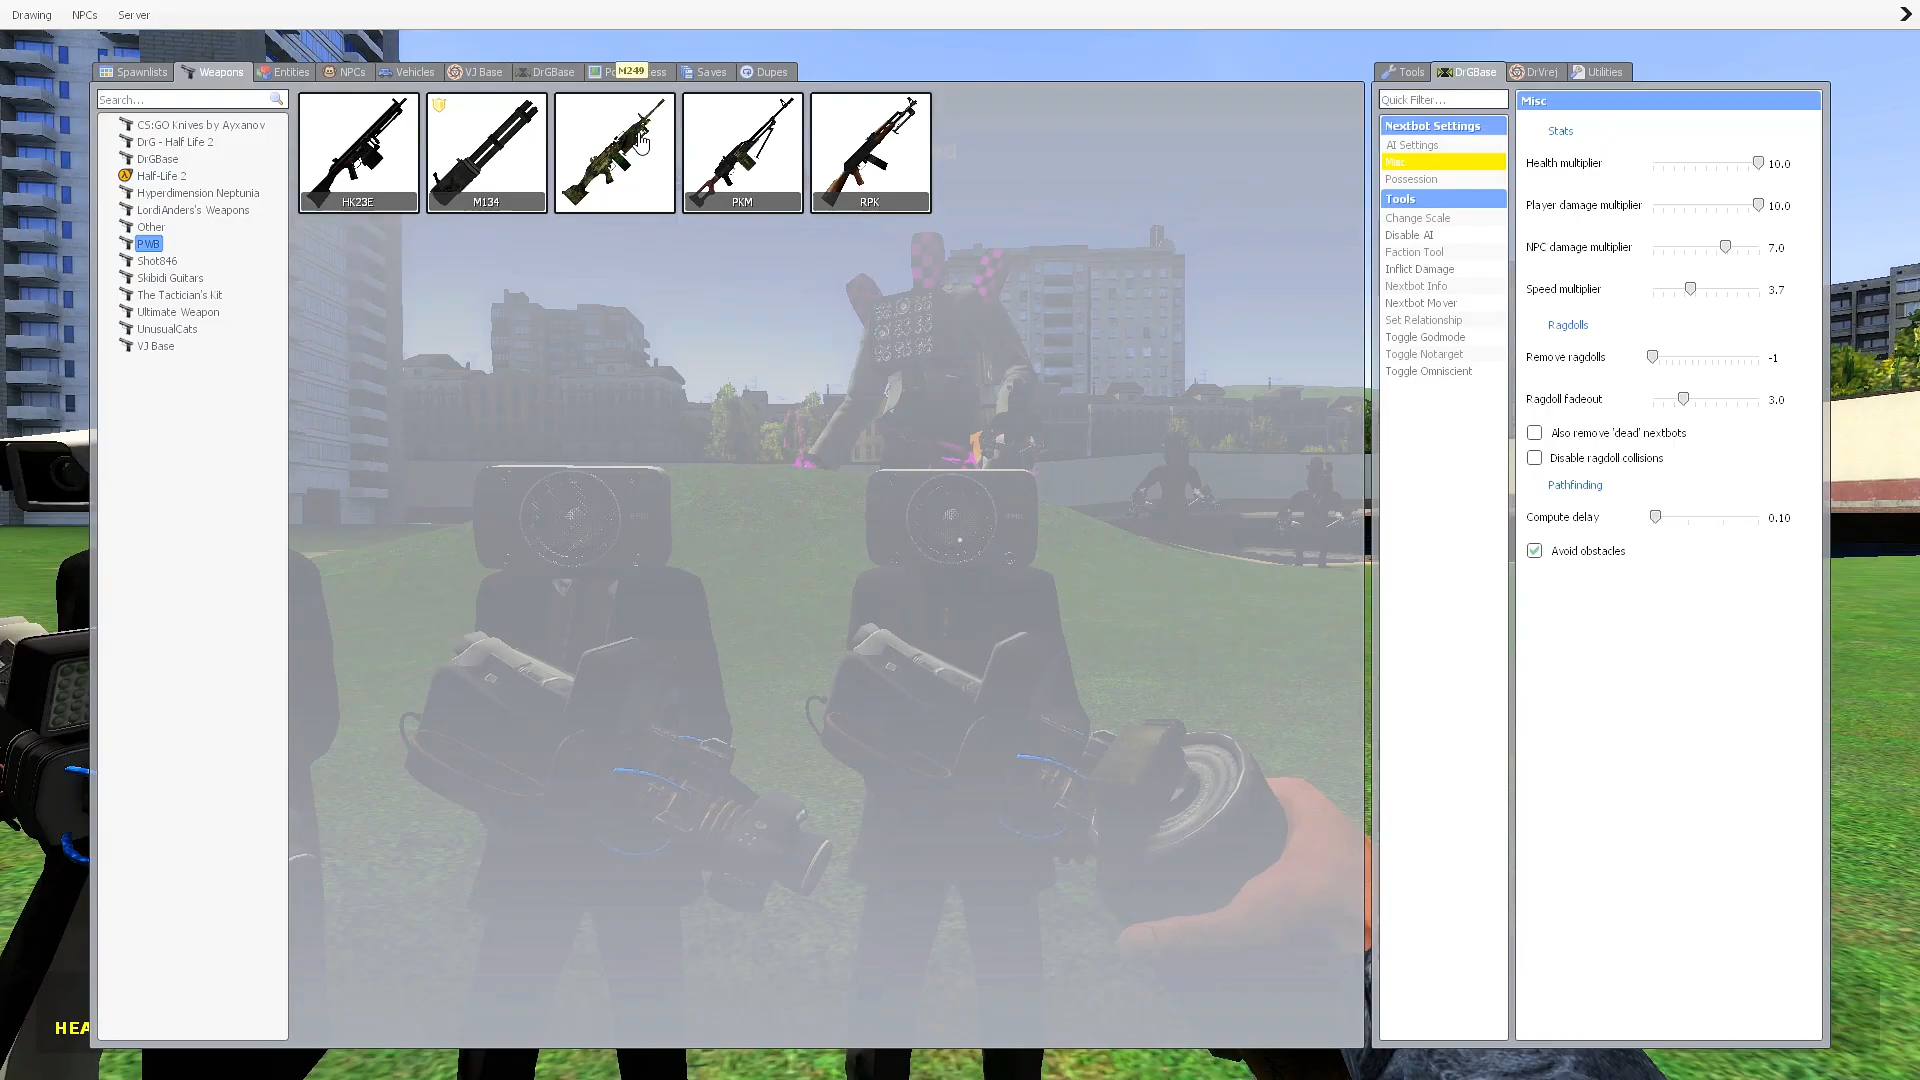 Drawing NPCs Server
Spawnlists Weapons Entities NPCs Vehicles VJ Base DrGBase M249 Saves Dupes
Tools DrGBase DrVrej Utilities
Search...
CS:GO Knives by Ayxanov
DrG - Half Life 2
DrGBase
Half-Life 2
Hyperdimension Neptunia
LordiAnders's Weapons
Other
PWB
Shot846
Skibidi Guitars
The Tactician's Kit
Ultimate Weapon
UnusualCats
VJ Base
HK23E M134 PKM RPK
Quick Filter...
Nextbot Settings
AI Settings
Misc
Possession
Tools
Change Scale
Disable AI
Faction Tool
Inflict Damage
Nextbot Info
Nextbot Mover
Set Relationship
Toggle Godmode
Toggle Notarget
Toggle Omniscient
Misc
Stats
Health multiplier 10.0
Player damage multiplier 10.0
NPC damage multiplier 7.0
Speed multiplier 3.7
Ragdolls
Remove ragdolls -1
Ragdoll fadeout 3.0
Also remove 'dead' nextbots
Disable ragdoll collisions
Pathfinding
Compute delay 0.10
Avoid obstacles
HEA